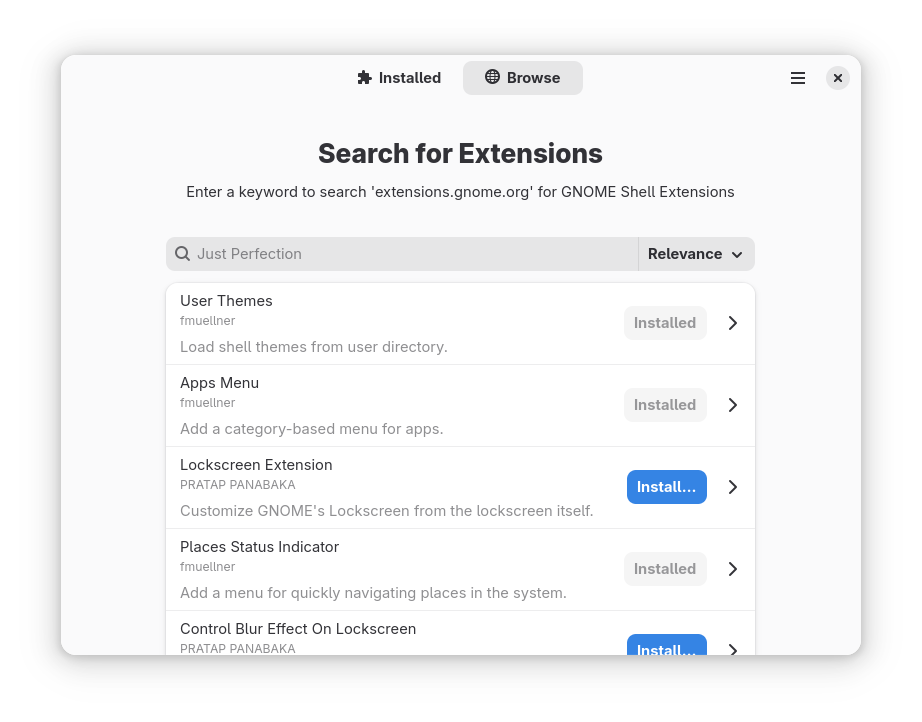 Installed
Browse
Search for Extensions
Enter a keyword to search 'extensions.gnome.org' for GNOME Shell Extensions
Just Perfection
Relevance
User Themes
fmuellner
Load shell themes from user directory.
Installed
Apps Menu
fmuellner
Add a category-based menu for apps.
Installed
Lockscreen Extension
PRATAP PANABAKA
Customize GNOME's Lockscreen from the lockscreen itself.
Install...
Places Status Indicator
fmuellner
Add a menu for quickly navigating places in the system.
Installed
Control Blur Effect On Lockscreen
PRATAP PANABAKA
Install...